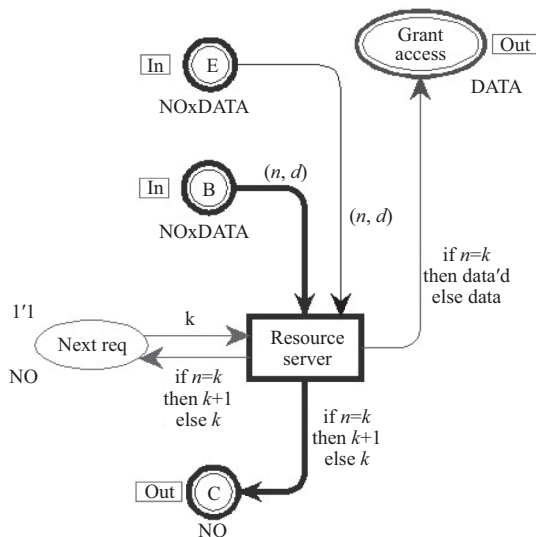 Grant
access
Out
DATA
In
E
NOxDATA
(n, d)
In
B
NOxDATA
(n, d)
if n=k
then data'd
else data
1'1
k
Next req
Resource
server
NO
if n=k
then k+1
else k
if n=k
then k+1
else k
Out
C
NO